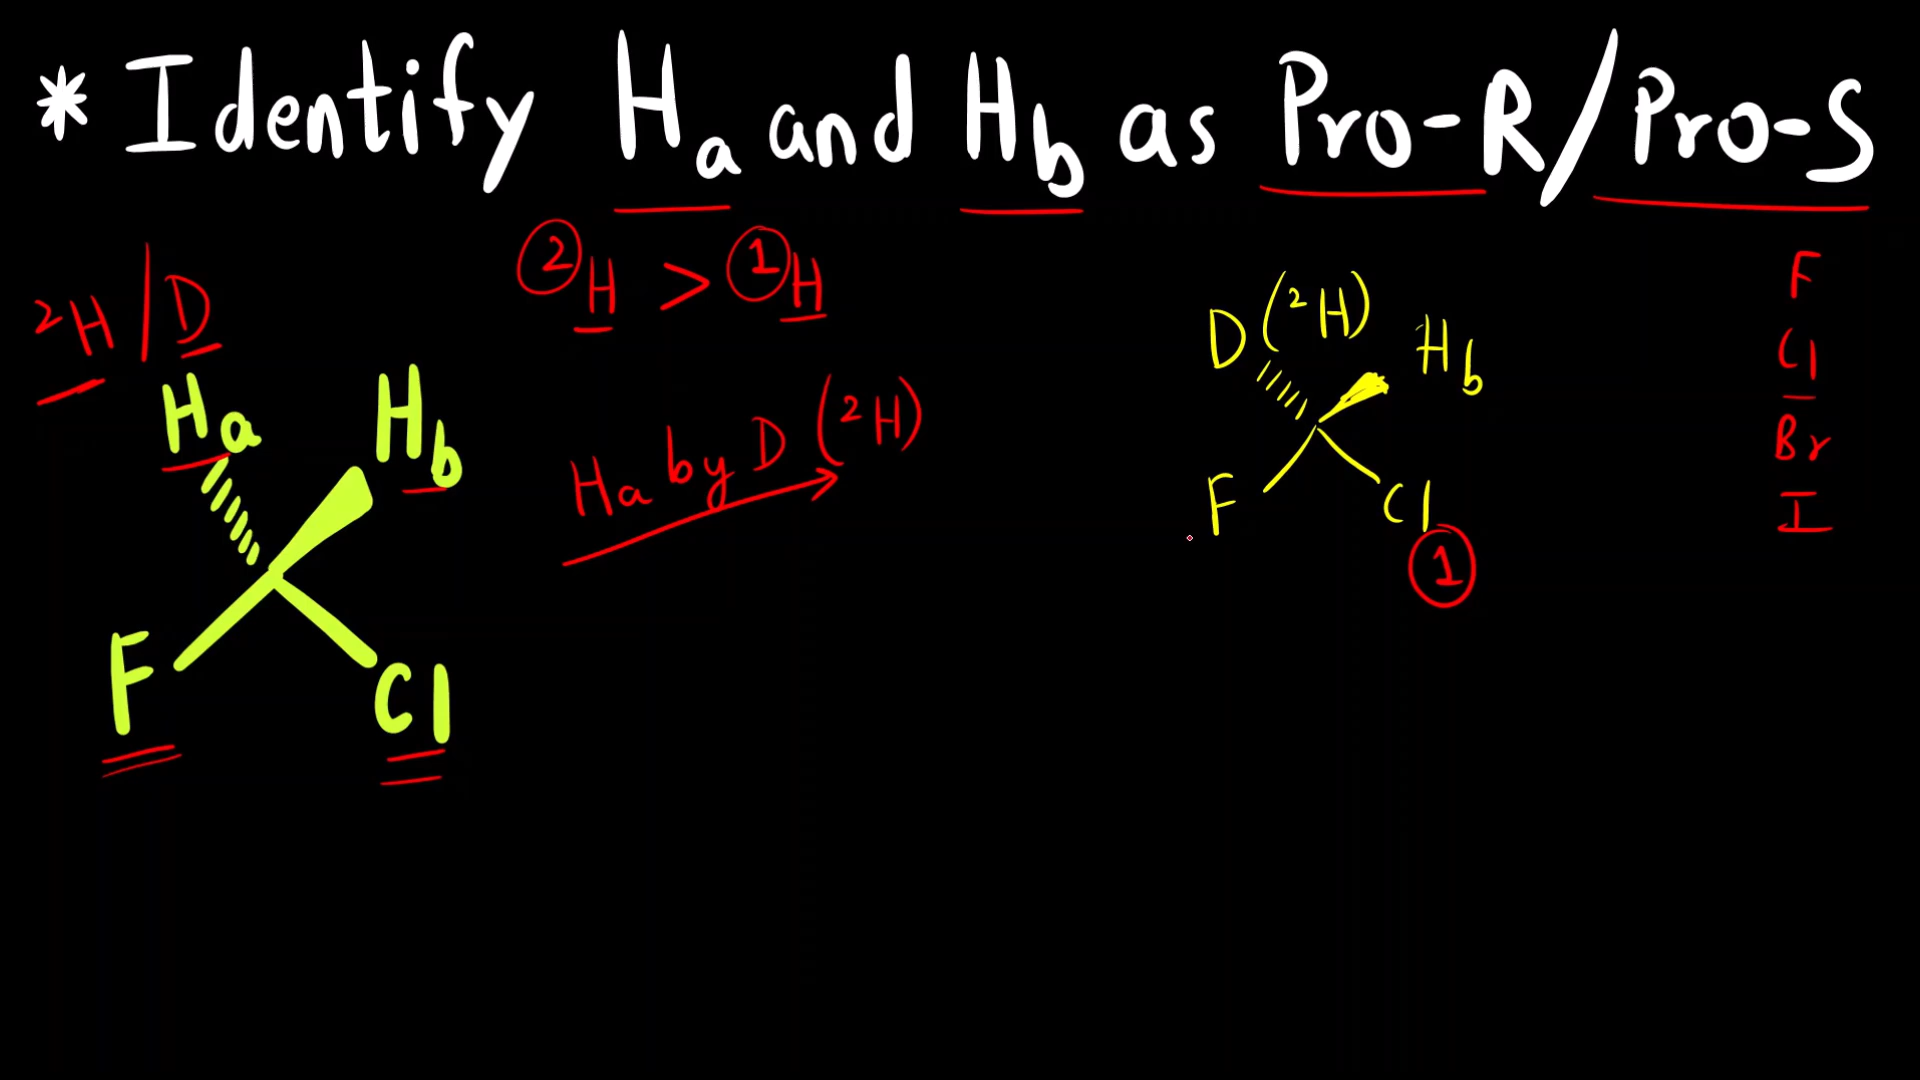 * Identify Ha and Hb as Pro-R/Pro-S
²H/D
²H > ¹H
Ha
Hb
F
Cl
Ha by D (²H)
D(²H)
Hb
F
Cl
1
F
Cl
Br
I